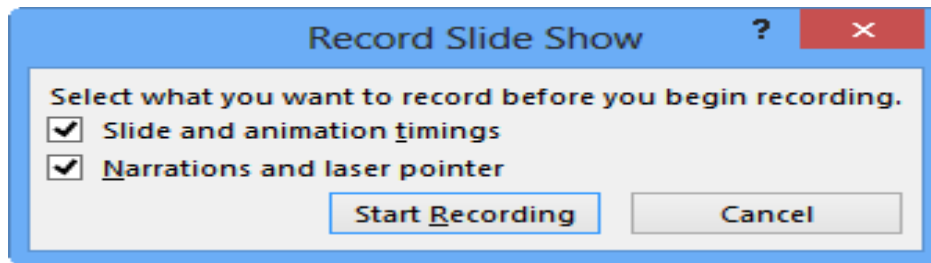 Record Slide Show ?
Select what you want to record before you begin recording.
Slide and animation timings
Narrations and laser pointer
Start Recording Cancel